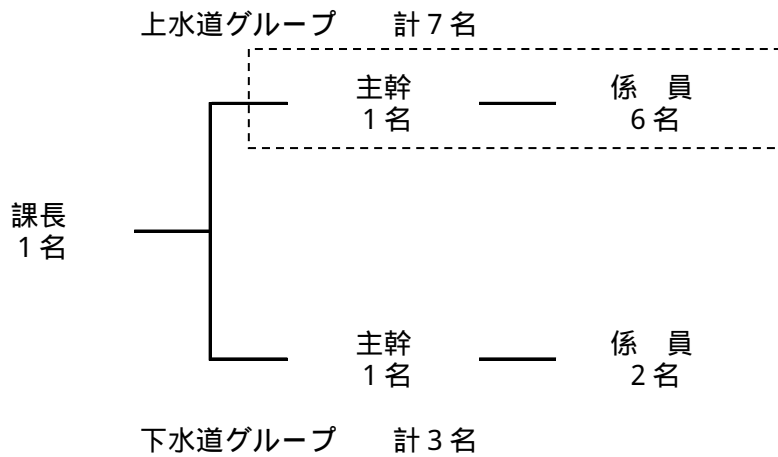 上水道グループ　　計７名
主幹　　係　員
１名　　６名
課長
１名
主幹　　係　員
１名　　２名
下水道グループ　　計３名